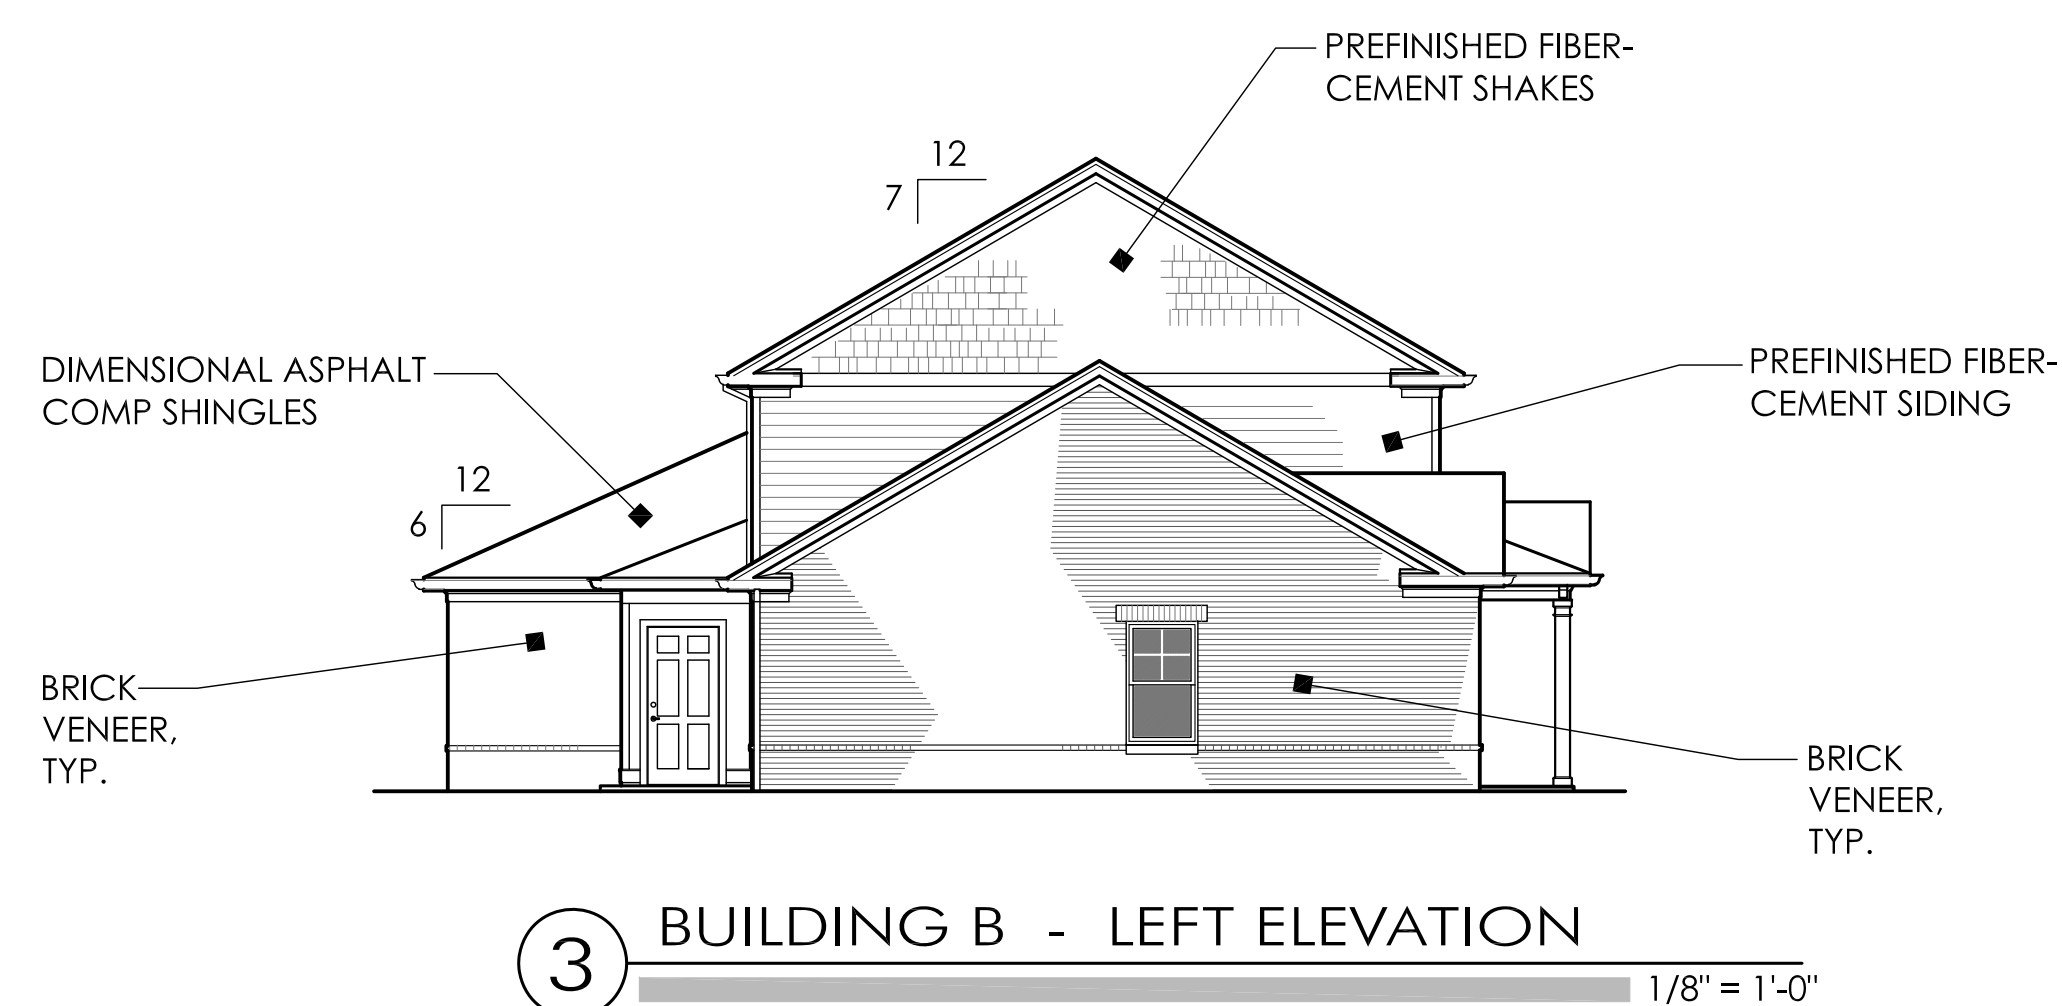 PREFINISHED FIBER-
CEMENT SHAKES
12
7
DIMENSIONAL ASPHALT
COMP SHINGLES
PREFINISHED FIBER-
CEMENT SIDING
12
6
BRICK
VENEER,
TYP.
BRICK
VENEER,
TYP.
3
BUILDING B - LEFT ELEVATION
1/8" = 1'-0"